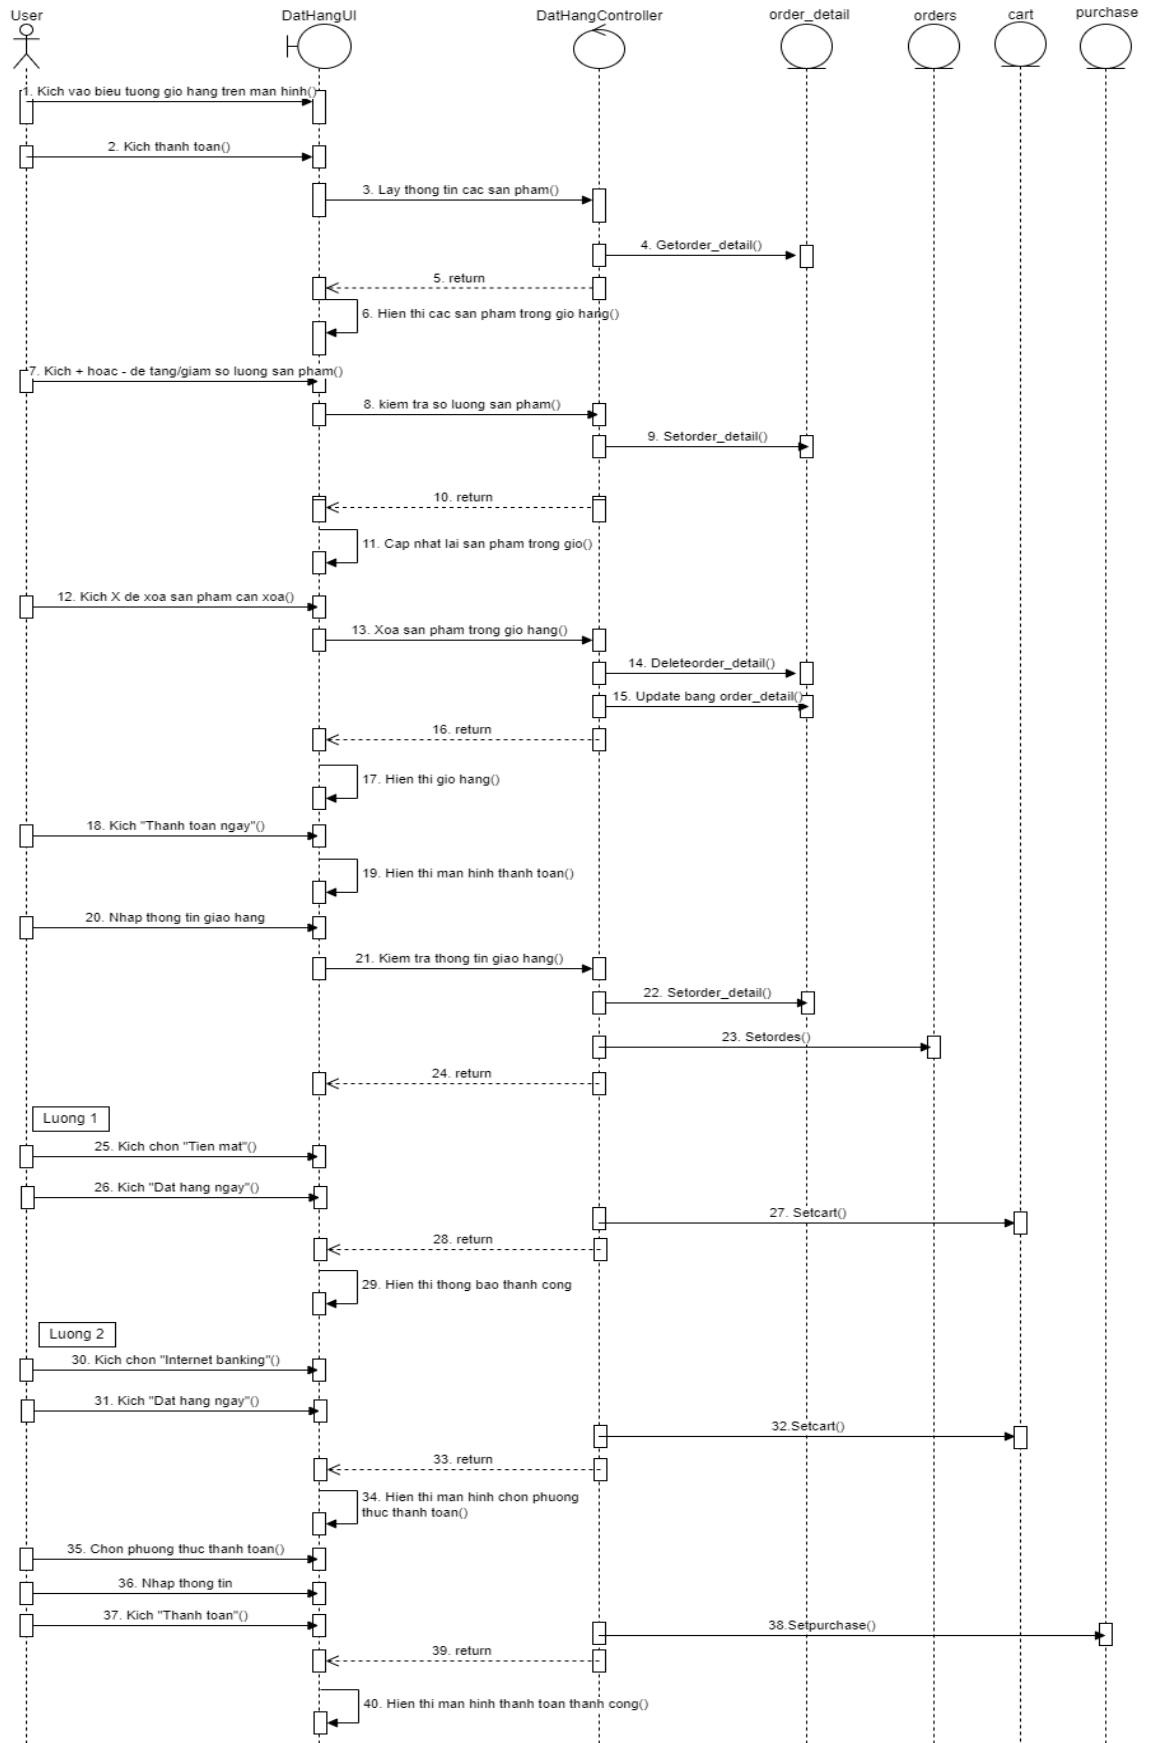 User
DatHangUI
DatHangController
order_detail
orders
cart
purchase
1. Kich vao bieu tuong gio hang tren man hinh()
2. Kich thanh toan()
3. Lay thong tin cac san pham()
4. Getorder_detail()
5. return
6. Hien thi cac san pham trong gio hang()
7. Kich + hoac - de tang/giam so luong san pham()
8. kiem tra so luong san pham()
9. Setorder_detail()
10. return
11. Cap nhat lai san pham trong gio()
12. Kich X de xoa san pham can xoa()
13. Xoa san pham trong gio hang()
14. Deleteorder_detail()
15. Update bang order_detail()
16. return
17. Hien thi gio hang()
18. Kich "Thanh toan ngay"()
19. Hien thi man hinh thanh toan()
20. Nhap thong tin giao hang
21. Kiem tra thong tin giao hang()
22. Setorder_detail()
23. Setordes()
24. return
Luong 1
25. Kich chon "Tien mat"()
26. Kich "Dat hang ngay"()
27. Setcart()
28. return
29. Hien thi thong bao thanh cong
Luong 2
30. Kich chon "Internet banking"()
31. Kich "Dat hang ngay"()
32.Setcart()
33. return
34. Hien thi man hinh chon phuong
thuc thanh toan()
35. Chon phuong thuc thanh toan()
36. Nhap thong tin
37. Kich "Thanh toan"()
38.Setpurchase()
39. return
40. Hien thi man hinh thanh toan thanh cong()